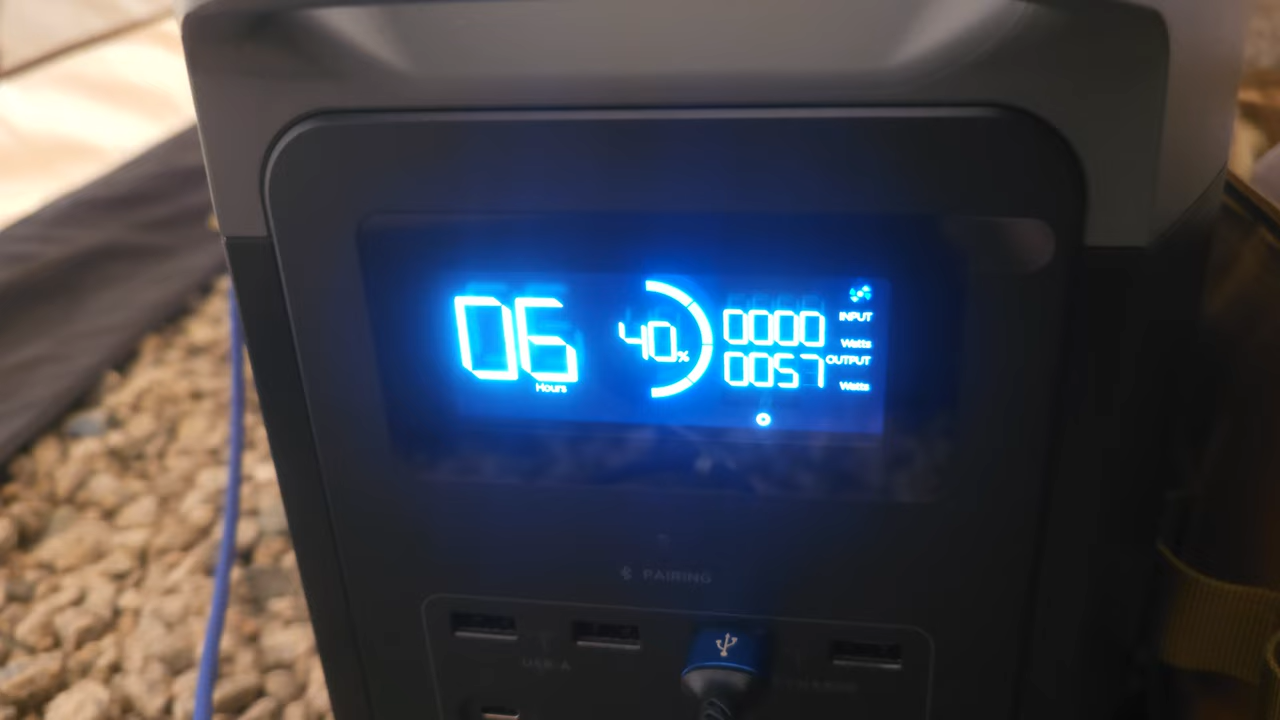 06
Hours
40%
0000
INPUT
Watts
0057
OUTPUT
Watts
PAIRING
USB-A